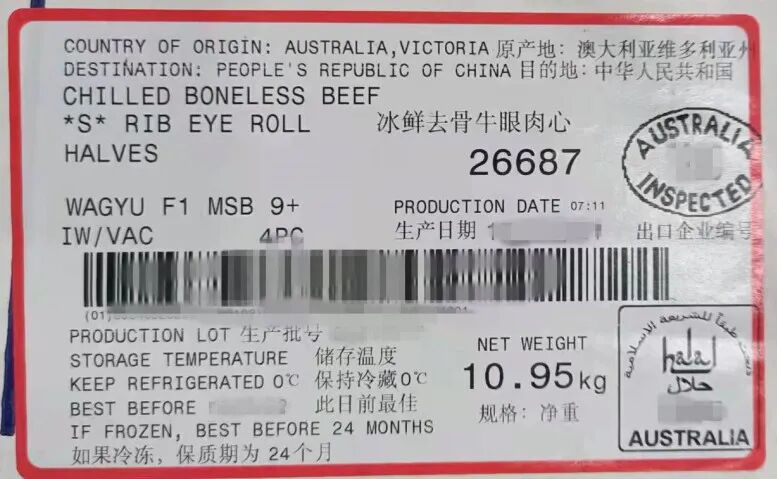 COUNTRY OF ORIGIN: AUSTRALIA,VICTORIA 原产地: 澳大利亚维多利亚州
DESTINATION: PEOPLE'S REPUBLIC OF CHINA 目的地: 中华人民共和国
CHILLED BONELESS BEEF
*S* RIB EYE ROLL 冰鲜去骨牛眼肉心
HALVES 26687
AUSTRALIA
INSPECTED
WAGYU F1 MSB 9+ PRODUCTION DATE 07:11
IW/VAC 4PC 生产日期 出口企业编号
(01)
PRODUCTION LOT 生产批号
STORAGE TEMPERATURE 储存温度 NET WEIGHT
KEEP REFRIGERATED 0℃ 保持冷藏0℃ 10.95kg
BEST BEFORE 此日前最佳 规格: 净重
IF FROZEN, BEST BEFORE 24 MONTHS
如果冷冻, 保质期为24个月
halal
حلال
AUSTRALIA